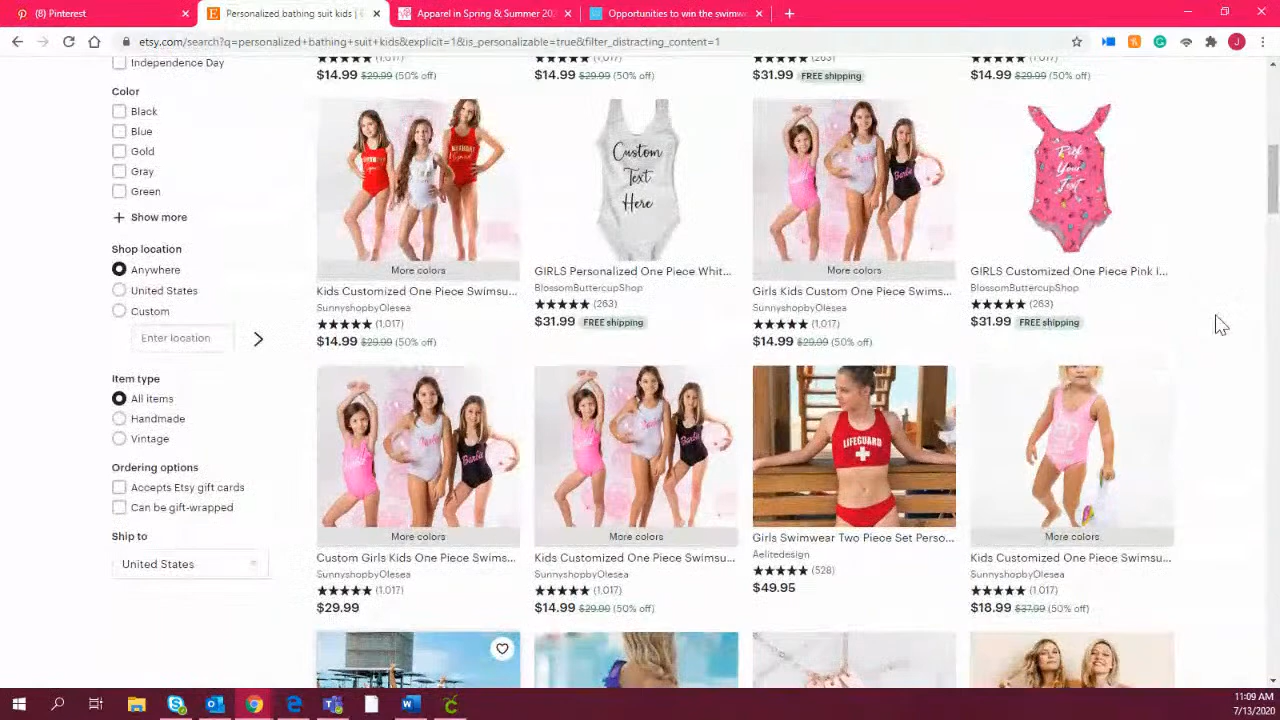 (8) Pinterest
Personalized bathing suit kids |
Apparel in Spring & Summer 202
Opportunities to win the swimwe
etsy.com/search?q=personalized+bathing+suit+kids&explicit=1&is_personalizable=true&filter_distracting_content=1
J
Independence Day
Color
Black
Blue
Gold
Gray
Green
Show more
Shop location
Anywhere
United States
Custom
Enter location
Item type
All items
Handmade
Vintage
Ordering options
Accepts Etsy gift cards
Can be gift-wrapped
Ship to
United States
(1,017)
(263)
(1,017)
$14.99 $29.99 (50% off)
$14.99 $29.99 (50% off)
$31.99 FREE shipping
$14.99 $29.99 (50% off)
Custom
Text
Here
Barbie
Pick
Your
Text
More colors
Kids Customized One Piece Swimsu...
SunnyshopbyOlesea
(1,017)
$14.99 $29.99 (50% off)
GIRLS Personalized One Piece Whit...
BlossomButtercupShop
(263)
$31.99 FREE shipping
More colors
Girls Kids Custom One Piece Swims...
SunnyshopbyOlesea
(1,017)
$14.99 $29.99 (50% off)
GIRLS Customized One Piece Pink I...
BlossomButtercupShop
(263)
$31.99 FREE shipping
Barbie
Barbie
LIFEGUARD
More colors
Custom Girls Kids One Piece Swims...
SunnyshopbyOlesea
(1,017)
$29.99
More colors
Kids Customized One Piece Swimsu...
SunnyshopbyOlesea
(1,017)
$14.99 $29.99 (50% off)
Girls Swimwear Two Piece Set Perso...
Aelitedesign
(528)
$49.95
More colors
Kids Customized One Piece Swimsu...
SunnyshopbyOlesea
(1,017)
$18.99 $37.99 (50% off)
11:09 AM
7/13/2020